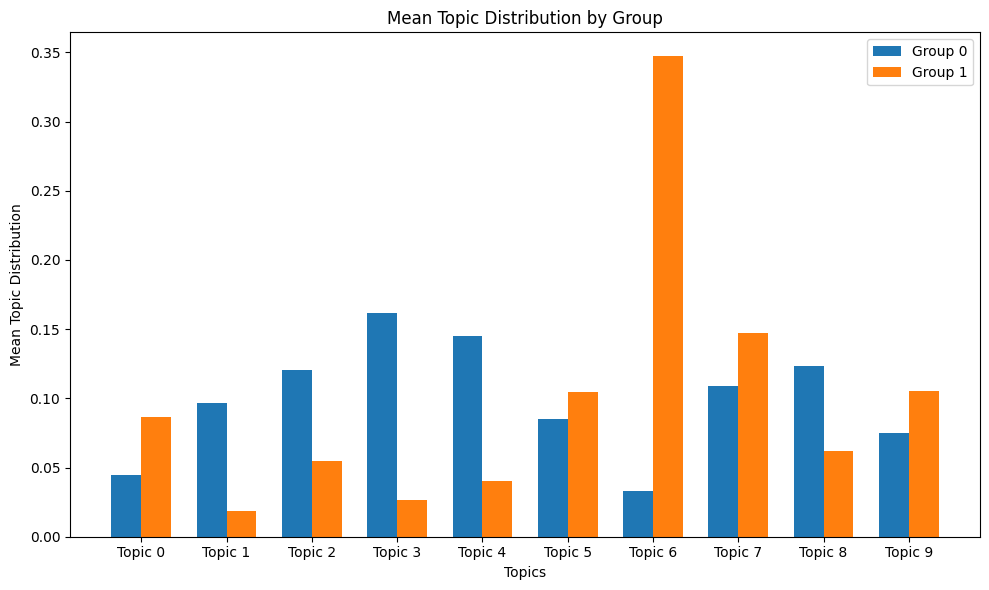 Mean Topic Distribution by Group
Group 0
Group 1
Mean Topic Distribution
0.35
0.30
0.25
0.20
0.15
0.10
0.05
0.00
Topic 0 Topic 1 Topic 2 Topic 3 Topic 4 Topic 5 Topic 6 Topic 7 Topic 8 Topic 9
Topics